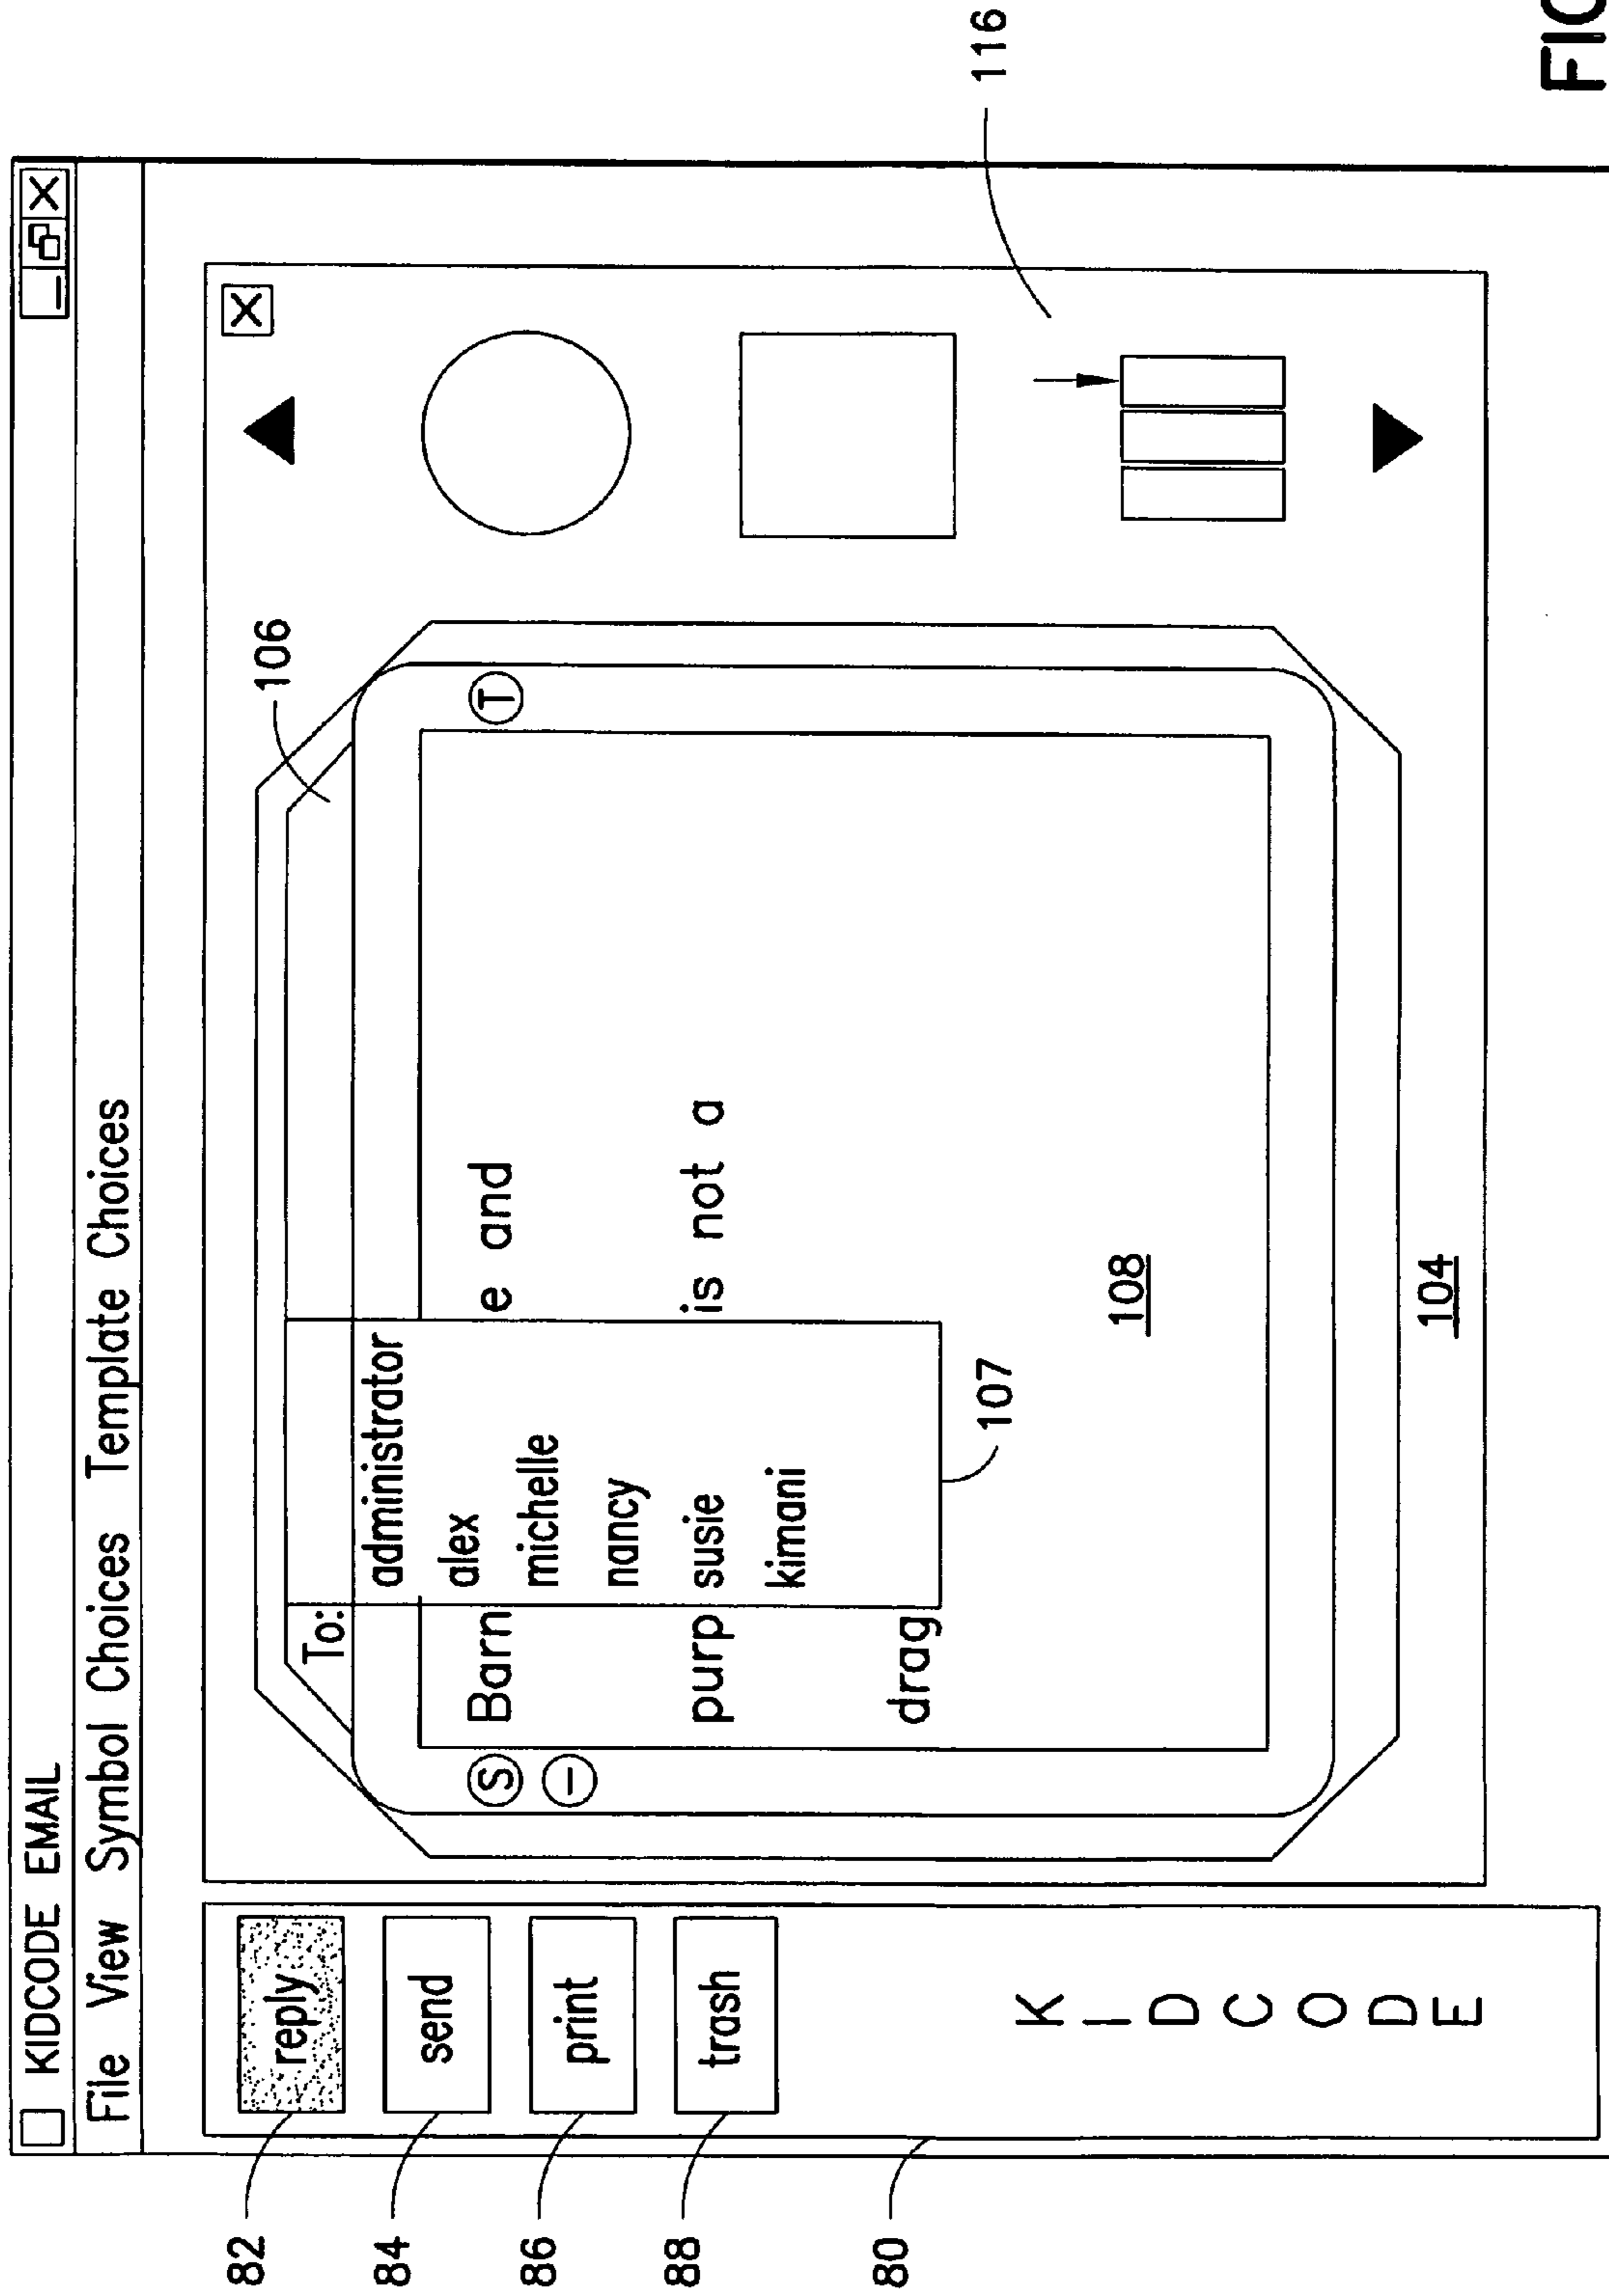 KIDCODE EMAIL
File View Symbol Choices Template Choices
82
reply
84
send
86
print
88
trash
80
K
I
D
C
O
D
E
106
To:
administrator
alex
michelle
nancy
susie
kimani
107
S
T
Barn e and
purp is not a
drag
108
104
116
FIG